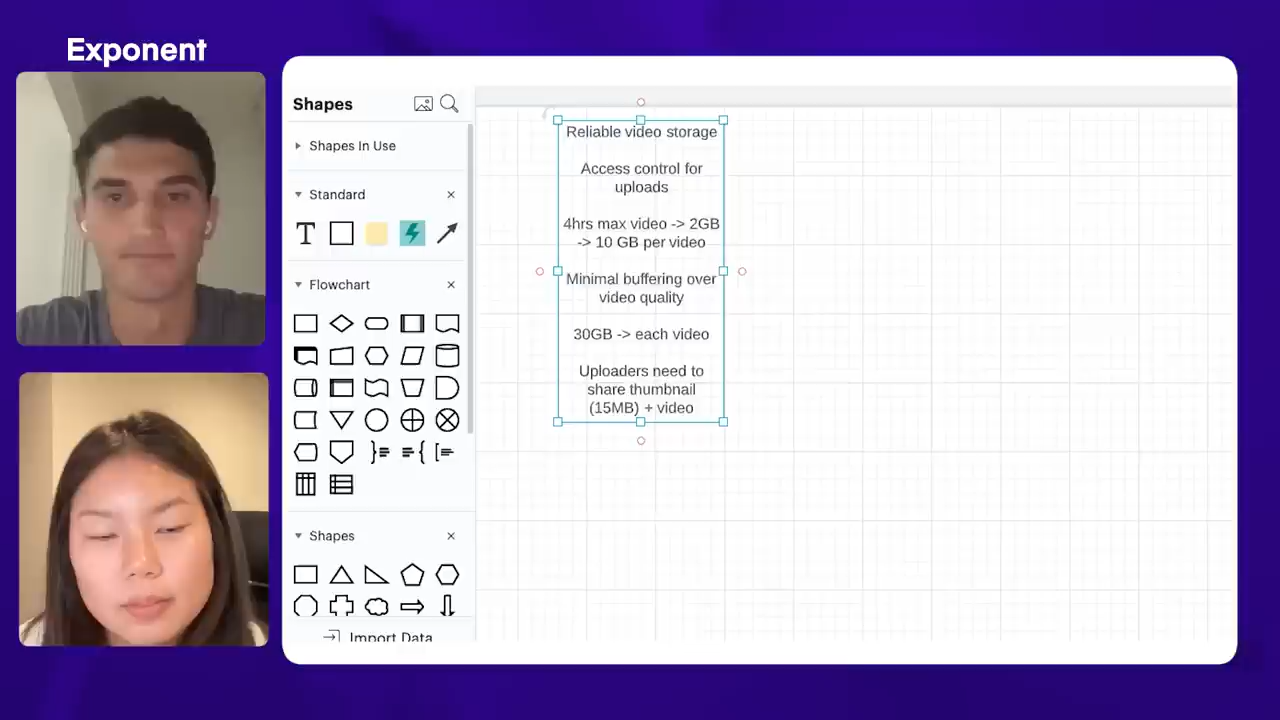 Exponent
Shapes
Shapes In Use
Standard
T
Flowchart
Shapes
Import Data
Reliable video storage
Access control for
uploads
4hrs max video -> 2GB
-> 10 GB per video
Minimal buffering over
video quality
30GB -> each video
Uploaders need to
share thumbnail
(15MB) + video